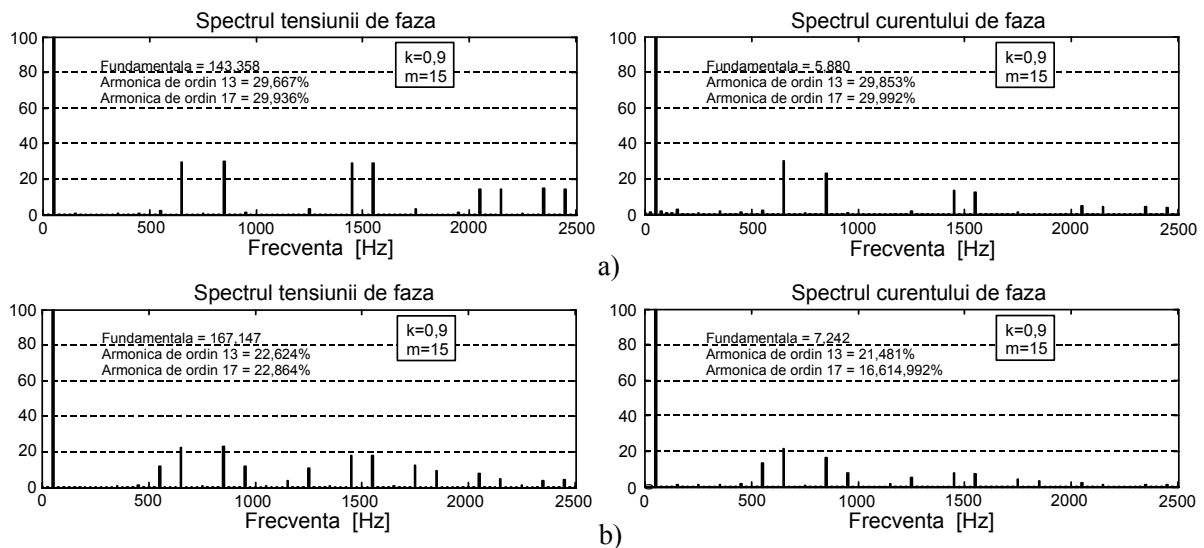 Spectrul tensiunii de faza
100
80
60
40
20
0
Fundamentala = 143,358
Armonica de ordin 13 = 29,667%
Armonica de ordin 17 = 29,936%
k=0,9
m=15
0 500 1000 1500 2000 2500
Frecventa [Hz]
Spectrul curentului de faza
100
80
60
40
20
0
Fundamentala = 5,880
Armonica de ordin 13 = 29,853%
Armonica de ordin 17 = 29,992%
k=0,9
m=15
0 500 1000 1500 2000 2500
Frecventa [Hz]
a)
Spectrul tensiunii de faza
100
80
60
40
20
0
Fundamentala = 167,147
Armonica de ordin 13 = 22,624%
Armonica de ordin 17 = 22,864%
k=0,9
m=15
0 500 1000 1500 2000 2500
Frecventa [Hz]
Spectrul curentului de faza
100
80
60
40
20
0
Fundamentala = 7,242
Armonica de ordin 13 = 21,481%
Armonica de ordin 17 = 16,614,992%
k=0,9
m=15
0 500 1000 1500 2000 2500
Frecventa [Hz]
b)